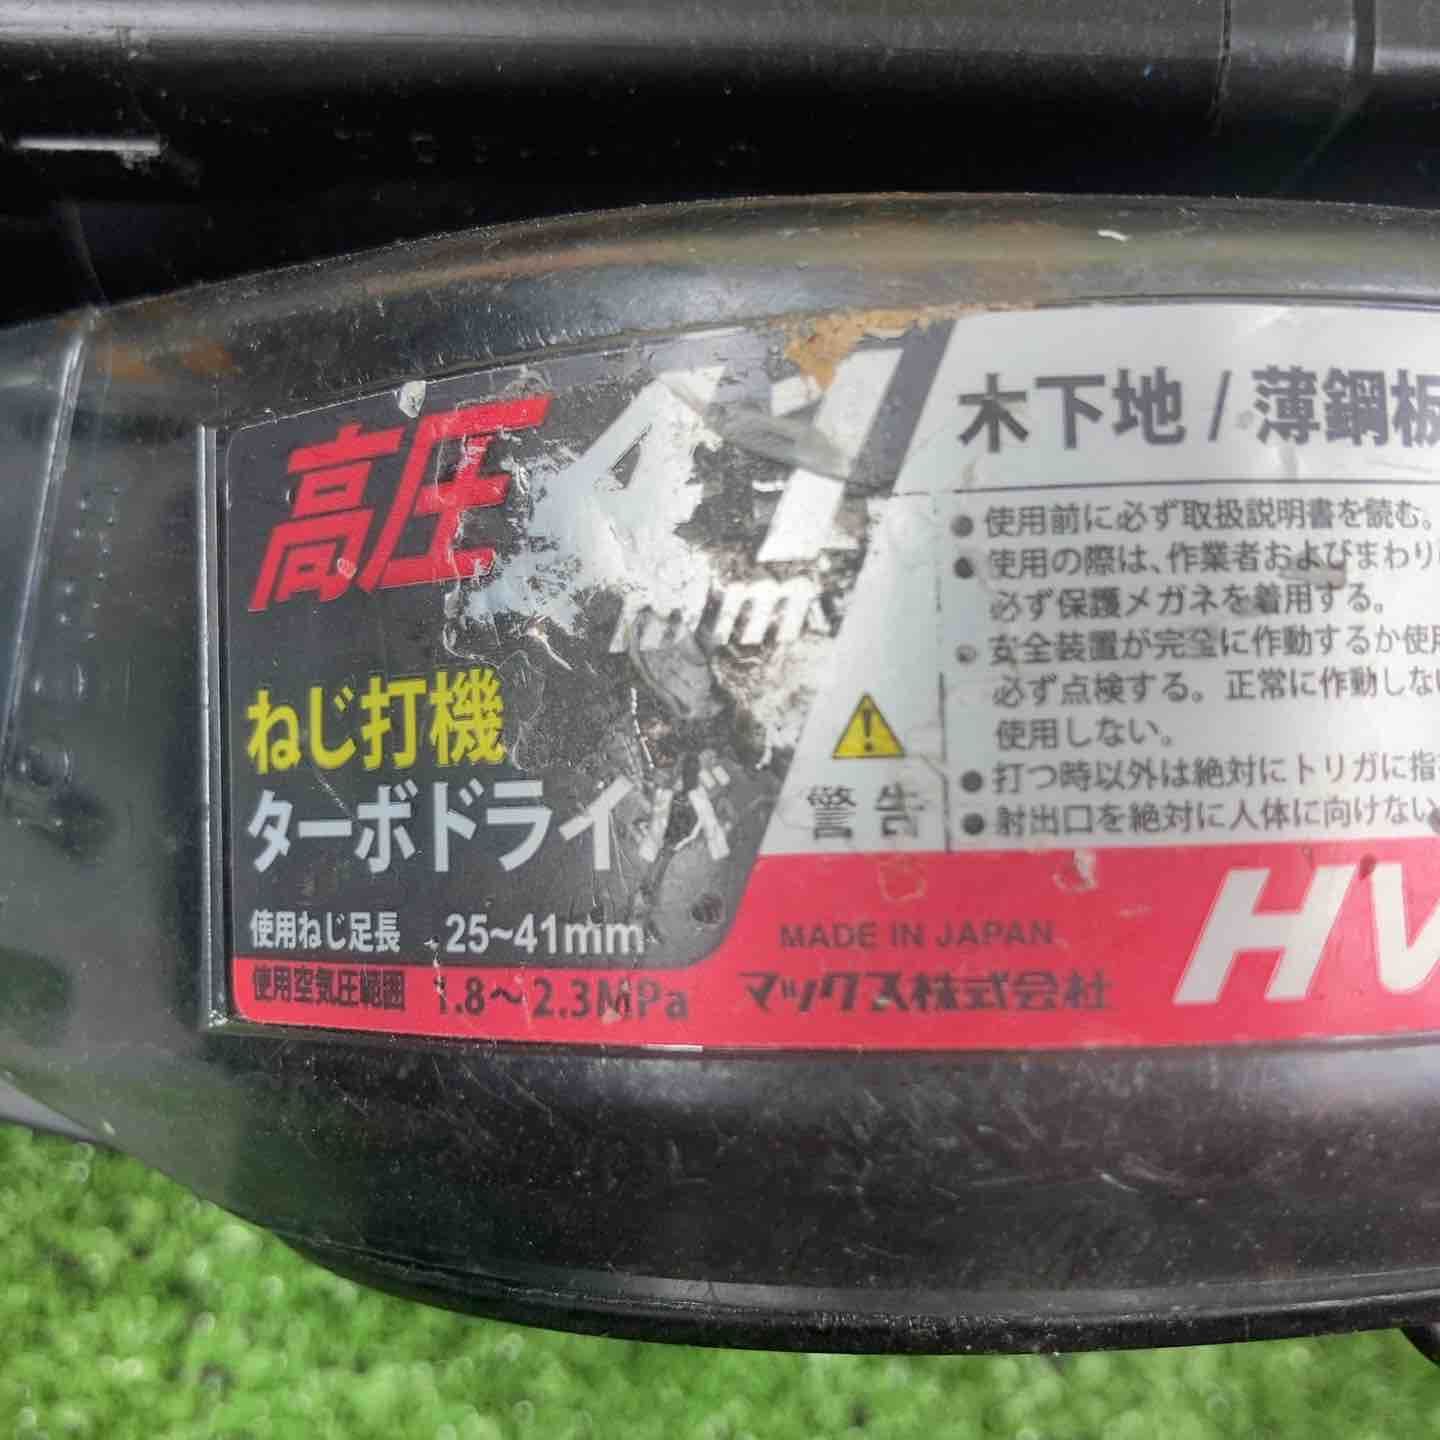 高圧 41mm
ねじ打機
ターボドライバ
使用ねじ足長 25~41mm
使用空気圧範囲 1.8～2.3MPa
木下地 / 薄鋼板
● 使用前に必ず取扱説明書を読む。
● 使用の際は、作業者およびまわり
必ず保護メガネを着用する。
● 安全装置が完全に作動するか使用
必ず点検する。正常に作動しない
使用しない。
● 打つ時以外は絶対にトリガに指
● 射出口を絶対に人体に向けない
警告
MADE IN JAPAN
マックス株式会社
HV